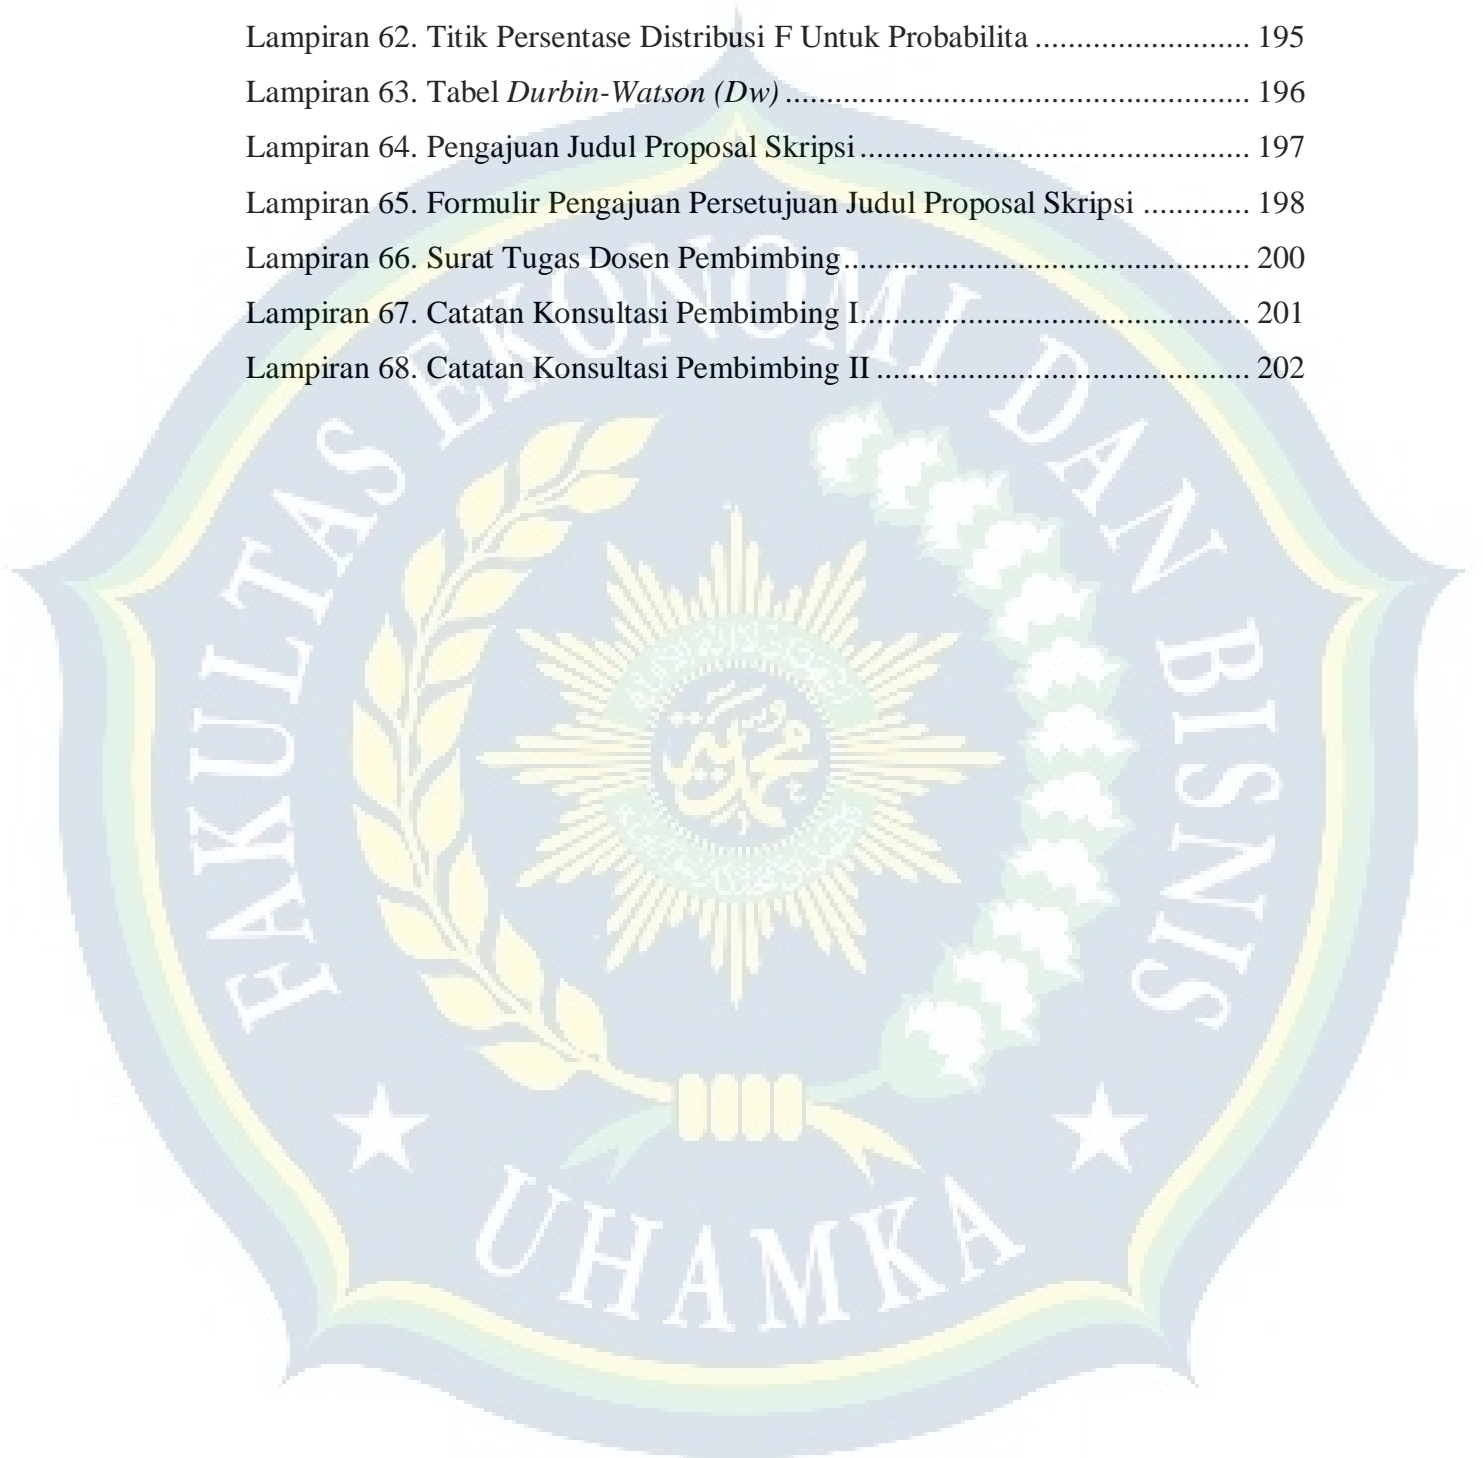 Lampiran 62. Titik Persentase Distribusi F Untuk Probabilita ........................... 195
Lampiran 63. Tabel Durbin-Watson (Dw) .......................................................... 196
Lampiran 64. Pengajuan Judul Proposal Skripsi ................................................. 197
Lampiran 65. Formulir Pengajuan Persetujuan Judul Proposal Skripsi ............. 198
Lampiran 66. Surat Tugas Dosen Pembimbing ................................................... 200
Lampiran 67. Catatan Konsultasi Pembimbing I ................................................. 201
Lampiran 68. Catatan Konsultasi Pembimbing II ............................................... 202
FAKULTAS EKONOMI DAN BISNIS
UHAMKA